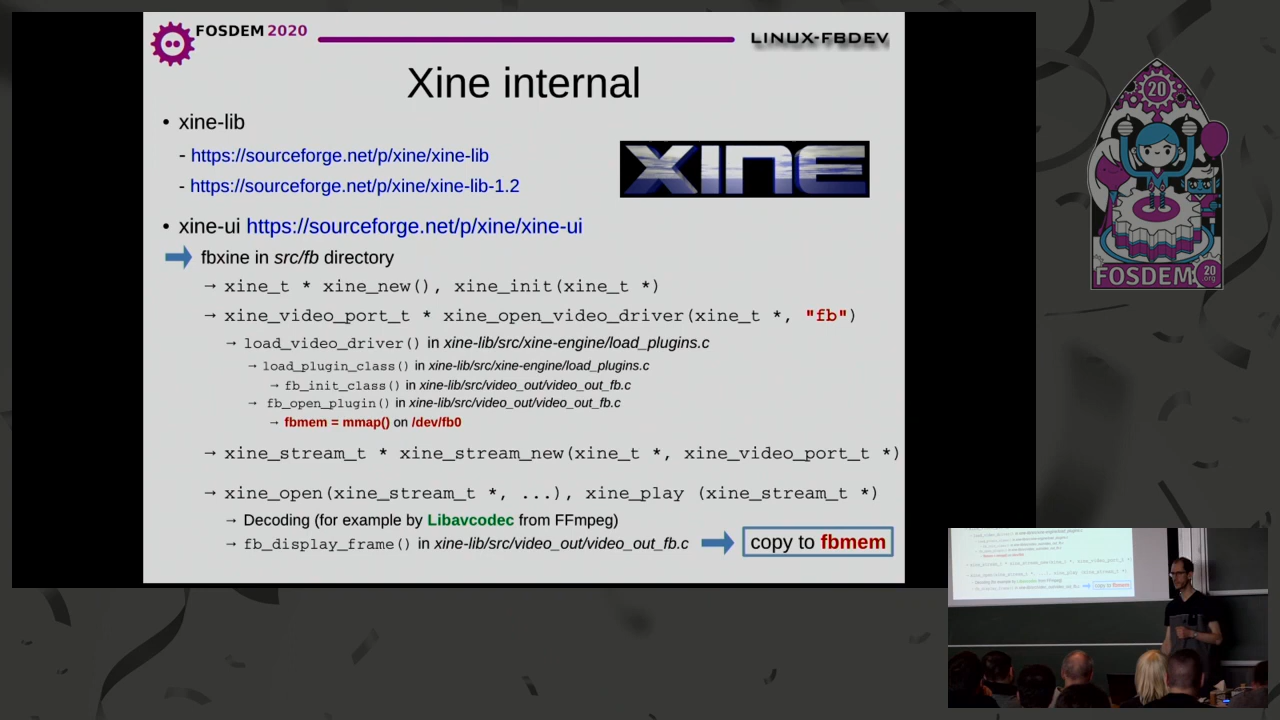 FOSDEM 2020
LINUX-FBDEV
Xine internal
• xine-lib
- https://sourceforge.net/p/xine/xine-lib
- https://sourceforge.net/p/xine/xine-lib-1.2
XINE
• xine-ui https://sourceforge.net/p/xine/xine-ui
fbxine in src/fb directory
→ xine_t * xine_new(), xine_init(xine_t *)
→ xine_video_port_t * xine_open_video_driver(xine_t *, "fb")
→ load_video_driver() in xine-lib/src/xine-engine/load_plugins.c
→ load_plugin_class() in xine-lib/src/xine-engine/load_plugins.c
→ fb_init_class() in xine-lib/src/video_out/video_out_fb.c
→ fb_open_plugin() in xine-lib/src/video_out/video_out_fb.c
→ fbmem = mmap() on /dev/fb0
→ xine_stream_t * xine_stream_new(xine_t *, xine_video_port_t *)
→ xine_open(xine_stream_t *, ...), xine_play (xine_stream_t *)
→ Decoding (for example by Libavcodec from FFmpeg)
→ fb_display_frame() in xine-lib/src/video_out/video_out_fb.c
copy to fbmem
20
FOSDEM
20
.org